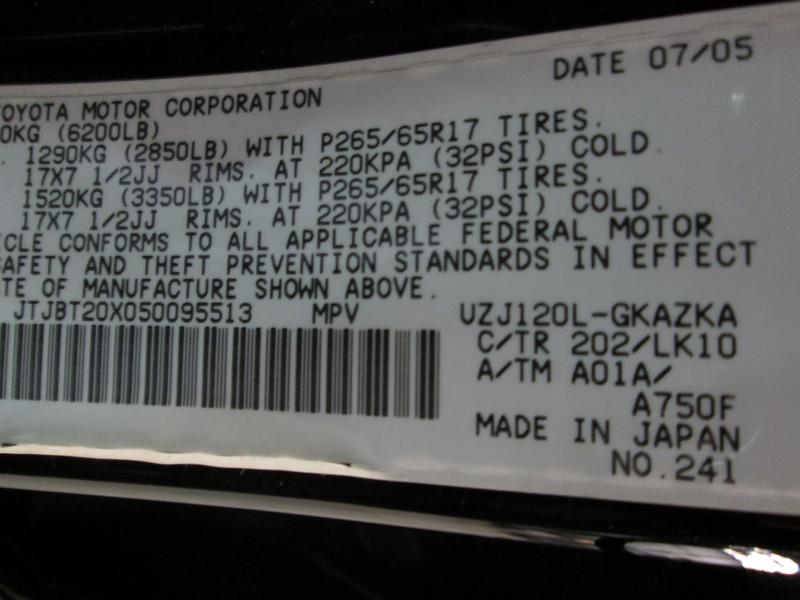 DATE 07/05
TOYOTA MOTOR CORPORATION
0KG (6200LB)
. 1290KG (2850LB) WITH P265/65R17 TIRES.
17X7 1/2JJ RIMS. AT 220KPA (32PSI) COLD.
1520KG (3350LB) WITH P265/65R17 TIRES.
17X7 1/2JJ RIMS. AT 220KPA (32PSI) COLD.
ICLE CONFORMS TO ALL APPLICABLE FEDERAL MOTOR
SAFETY AND THEFT PREVENTION STANDARDS IN EFFECT
TE OF MANUFACTURE SHOWN ABOVE.
JTJBT20X050095513 MPV UZJ120L-GKAZKA
C/TR 202/LK10
A/TM A01A/
A750F
MADE IN JAPAN
NO.241